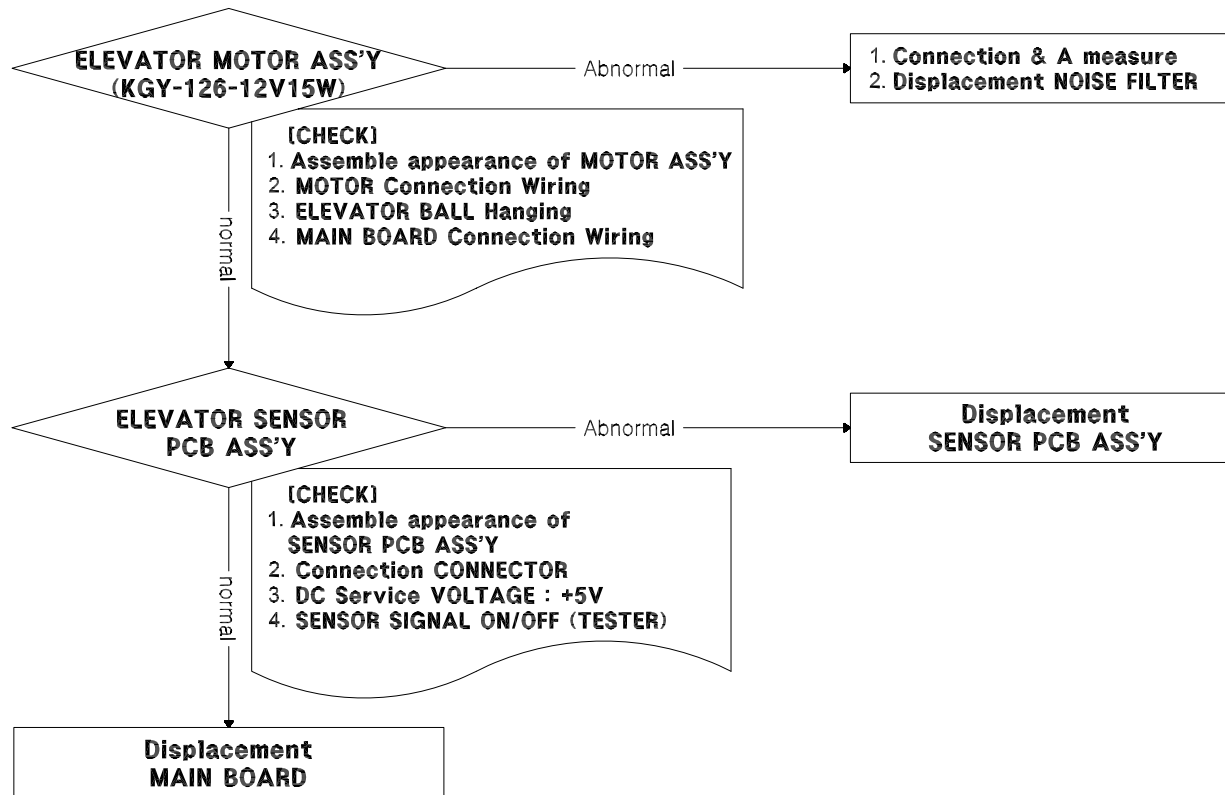 ELEVATOR MOTOR ASS'Y
(KGY-126-12V15W)
Abnormal
1. Connection & A measure
2. Displacement NOISE FILTER
[CHECK]
1. Assemble appearance of MOTOR ASS'Y
2. MOTOR Connection Wiring
3. ELEVATOR BALL Hanging
4. MAIN BOARD Connection Wiring
normal
ELEVATOR SENSOR
PCB ASS'Y
Abnormal
Displacement
SENSOR PCB ASS'Y
[CHECK]
1. Assemble appearance of
SENSOR PCB ASS'Y
2. Connection CONNECTOR
3. DC Service VOLTAGE : +5V
4. SENSOR SIGNAL ON/OFF (TESTER)
normal
Displacement
MAIN BOARD